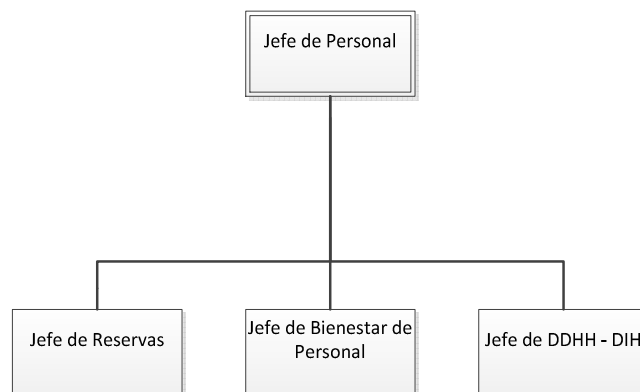 Jefe de Personal
Jefe de Reservas
Jefe de Bienestar de
Personal
Jefe de DDHH - DIH